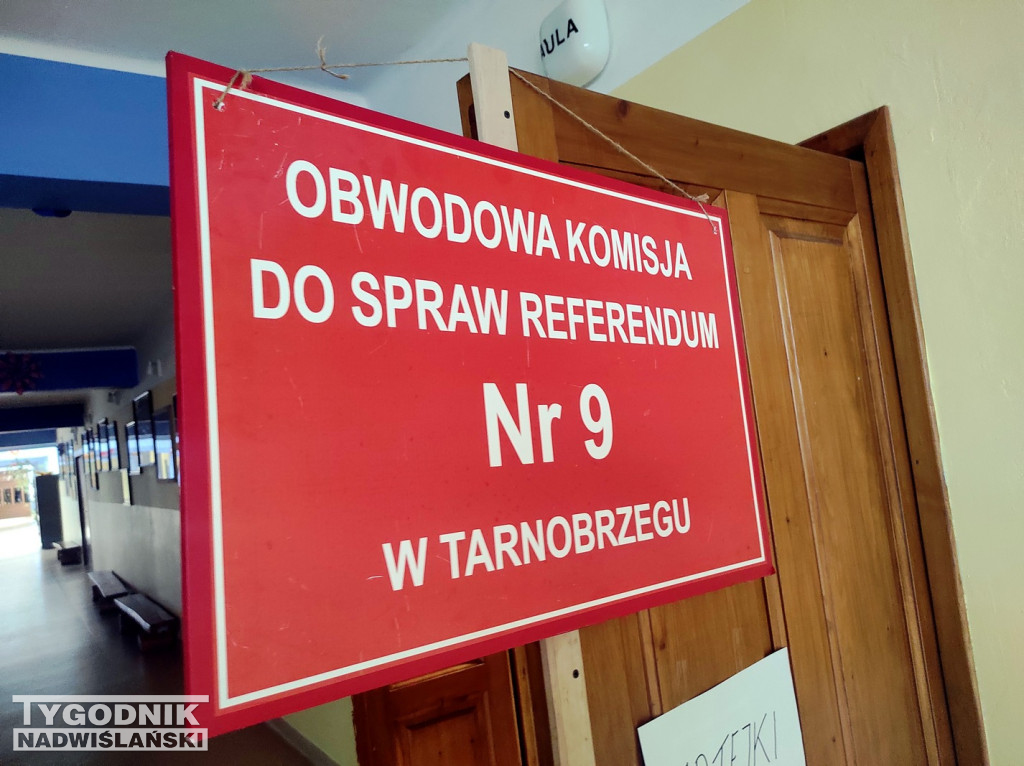 AULA
OBWODOWA KOMISJA
DO SPRAW REFERENDUM
Nr 9
W TARNOBRZEGU
TYGODNIK
NADWIŚLAŃSKI